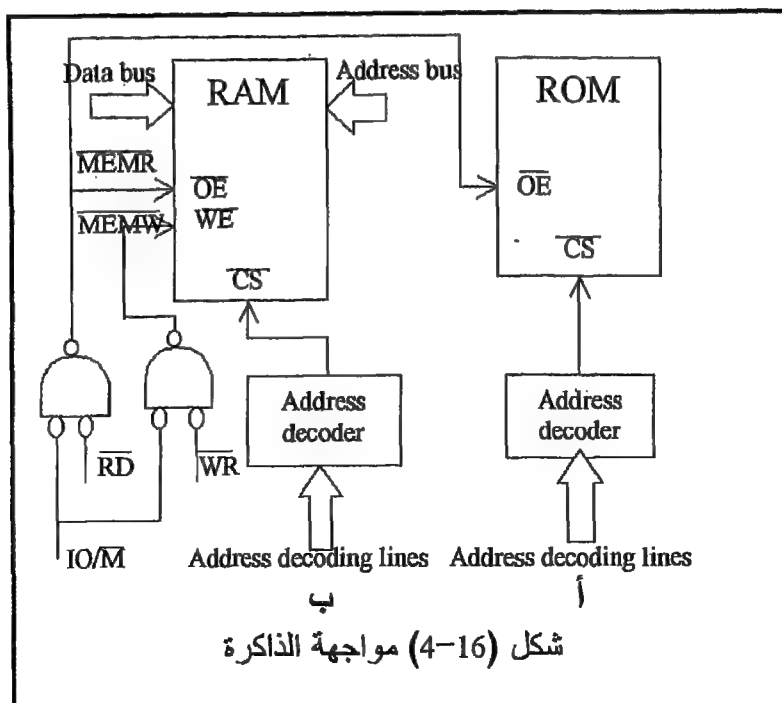 Data bus
RAM
Address bus
ROM
MEMR
OE
OE
MEMW
WE
CS
CS
Address
decoder
Address
decoder
RD
WR
IO/M
Address decoding lines
Address decoding lines
ب
أ
شكل (16-4) مواجهة الذاكرة